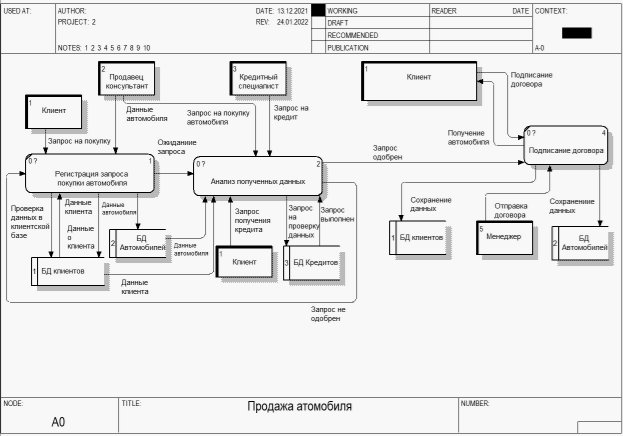 USED AT:
AUTHOR:
DATE: 13.12.2021
WORKING
READER
DATE
CONTEXT:
PROJECT: 2
REV: 24.01.2022
DRAFT
RECOMMENDED
NOTES: 1 2 3 4 5 6 7 8 9 10
PUBLICATION
A-0
1
Клиент
2
Продавец
консультант
3
Кредитный
специалист
1
Клиент
Подписание
договора
Данные
автомобиля
Запрос на покупку
автомобиля
Запрос на
кредит
Запрос на покупку
Ожидание
запроса
Запрос
одобрен
Получение
автомобиля
0 ?
1
Регистрация запроса
покупки автомобиля
0 ?
2
Анализ полученных данных
0 ?
4
Подписание договора
Проверка
данных в
клиентской
базе
Данные
клиента
Данные
о
клиента
Данные
автомобиля
2
БД
Автомобилей
Данные
автомобиля
Запрос
получения
кредита
Запрос
на
проверку
данных
Запрос
выполнен
Сохранение
данных
Отправка
договора
Сохранениие
данных
1
БД клиентов
1
Клиент
3
БД Кредитов
1
БД клиентов
5
Менеджер
2
БД
Автомобилей
Данные
клиента
Запрос не
одобрен
NODE:
TITLE:
NUMBER:
A0
Продажа атомобиля